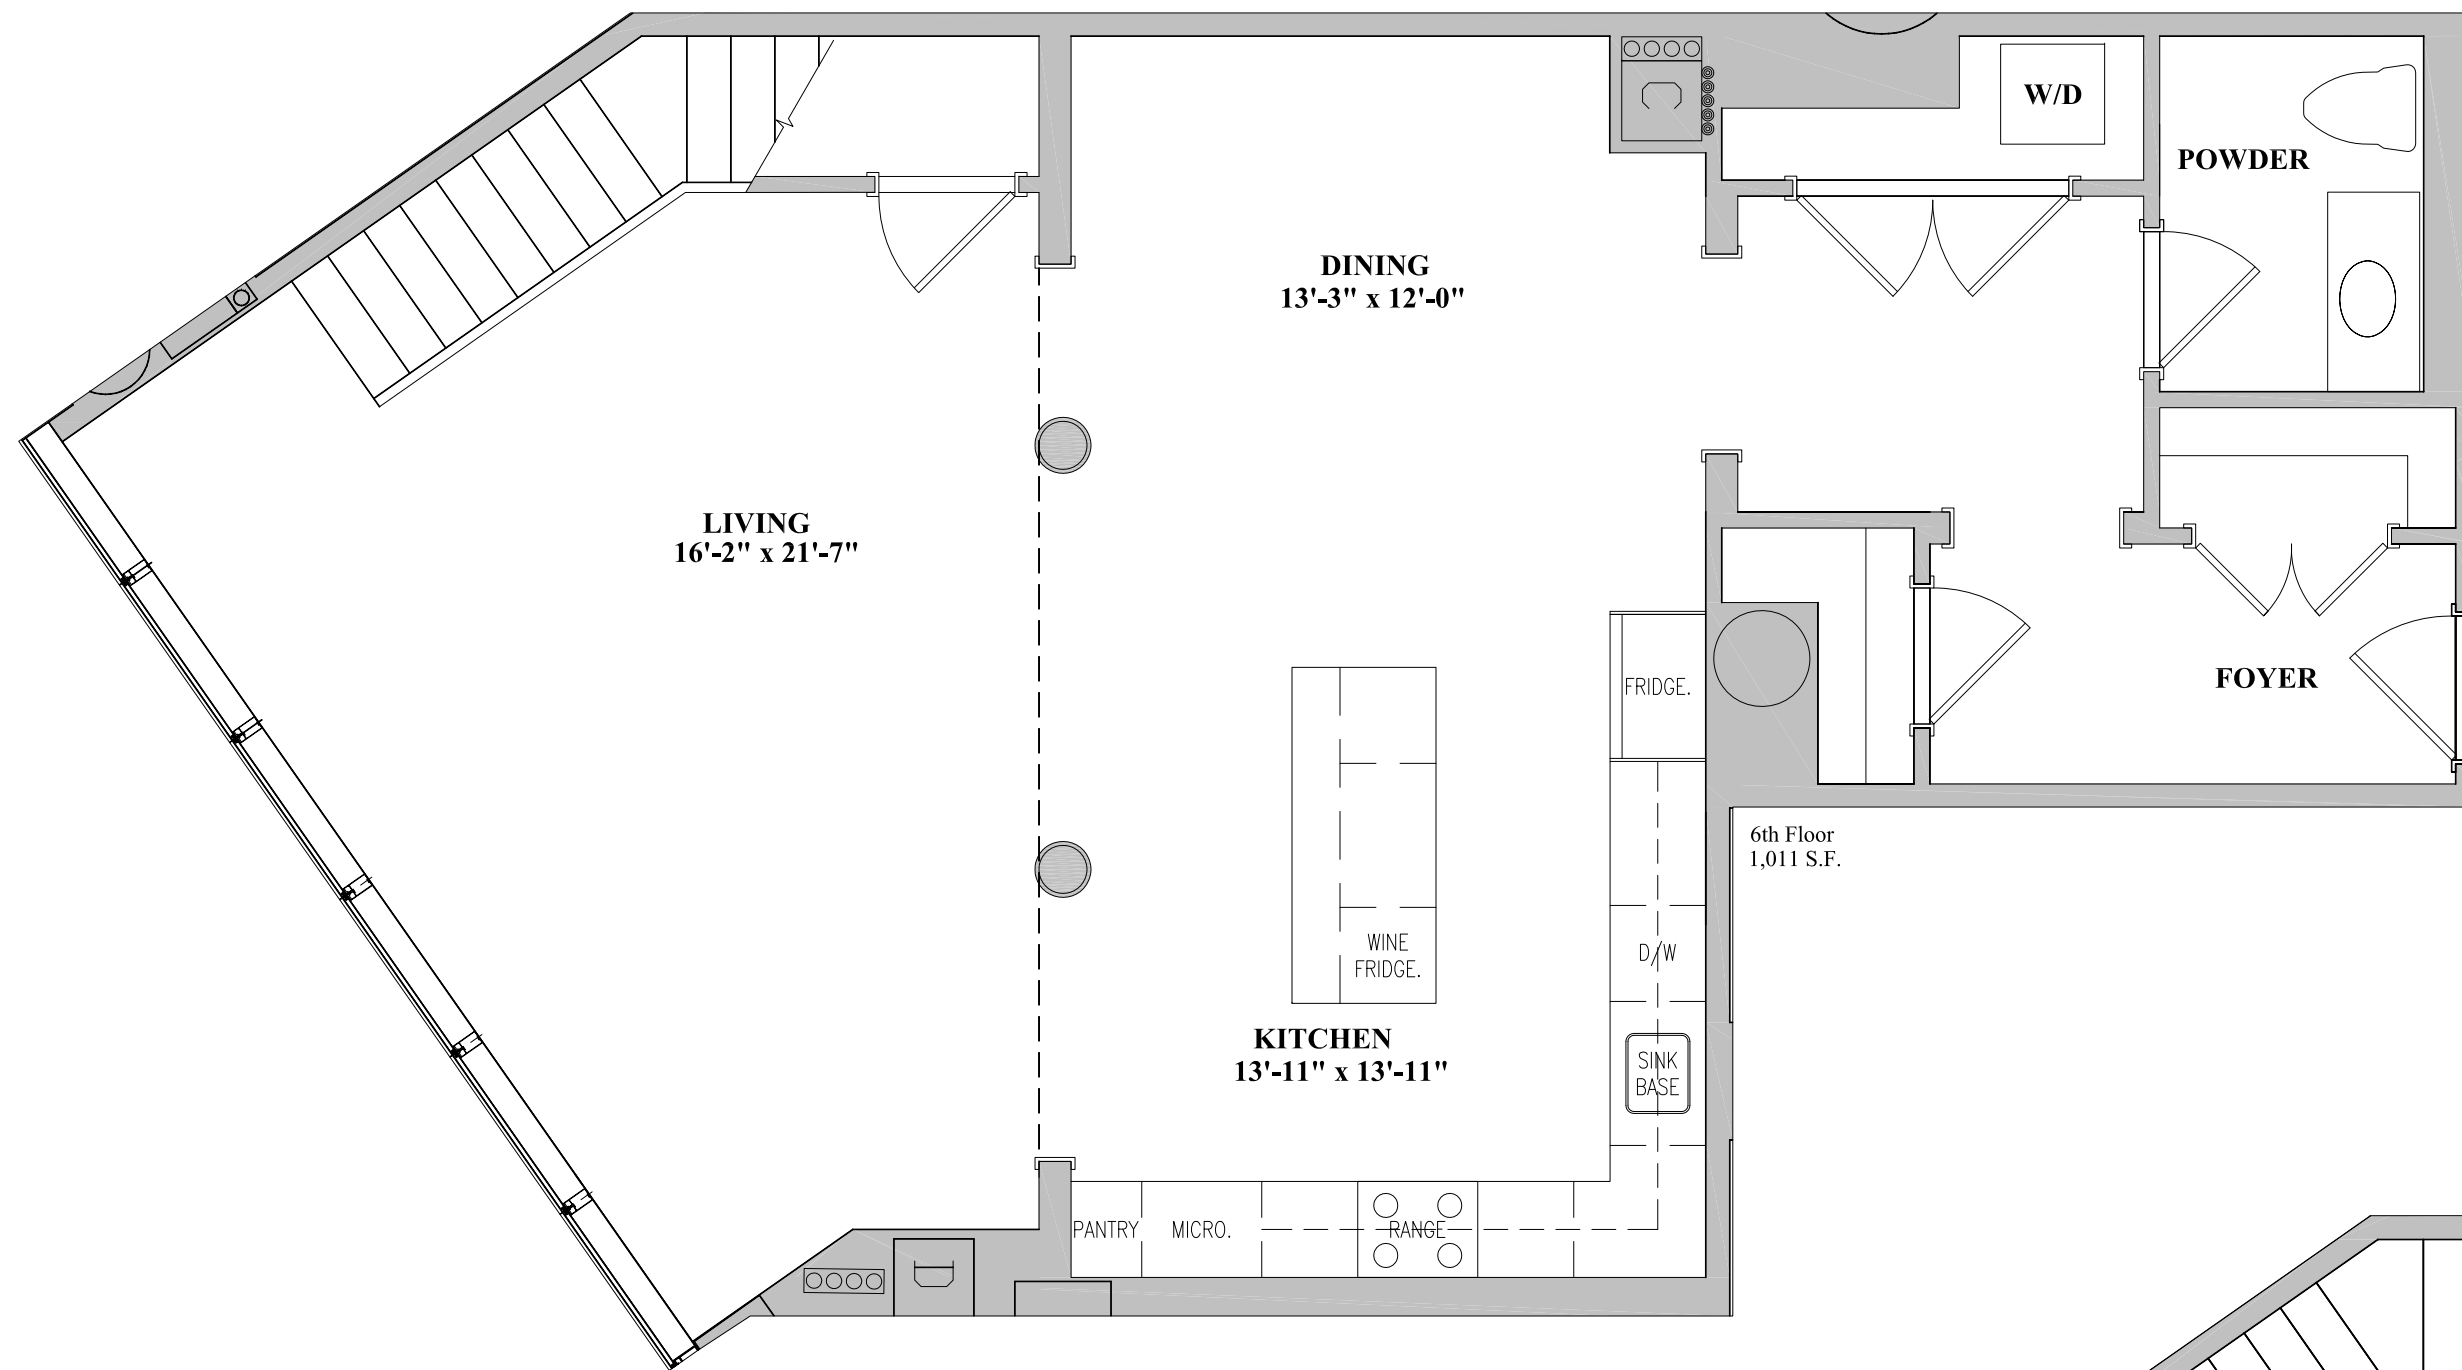 W/D
POWDER
DINING
13'-3" x 12'-0"
LIVING
16'-2" x 21'-7"
FRIDGE.
FOYER
6th Floor
1,011 S.F.
WINE
FRIDGE.
D/W
KITCHEN
13'-11" x 13'-11"
SINK
BASE
PANTRY
MICRO.
RANGE